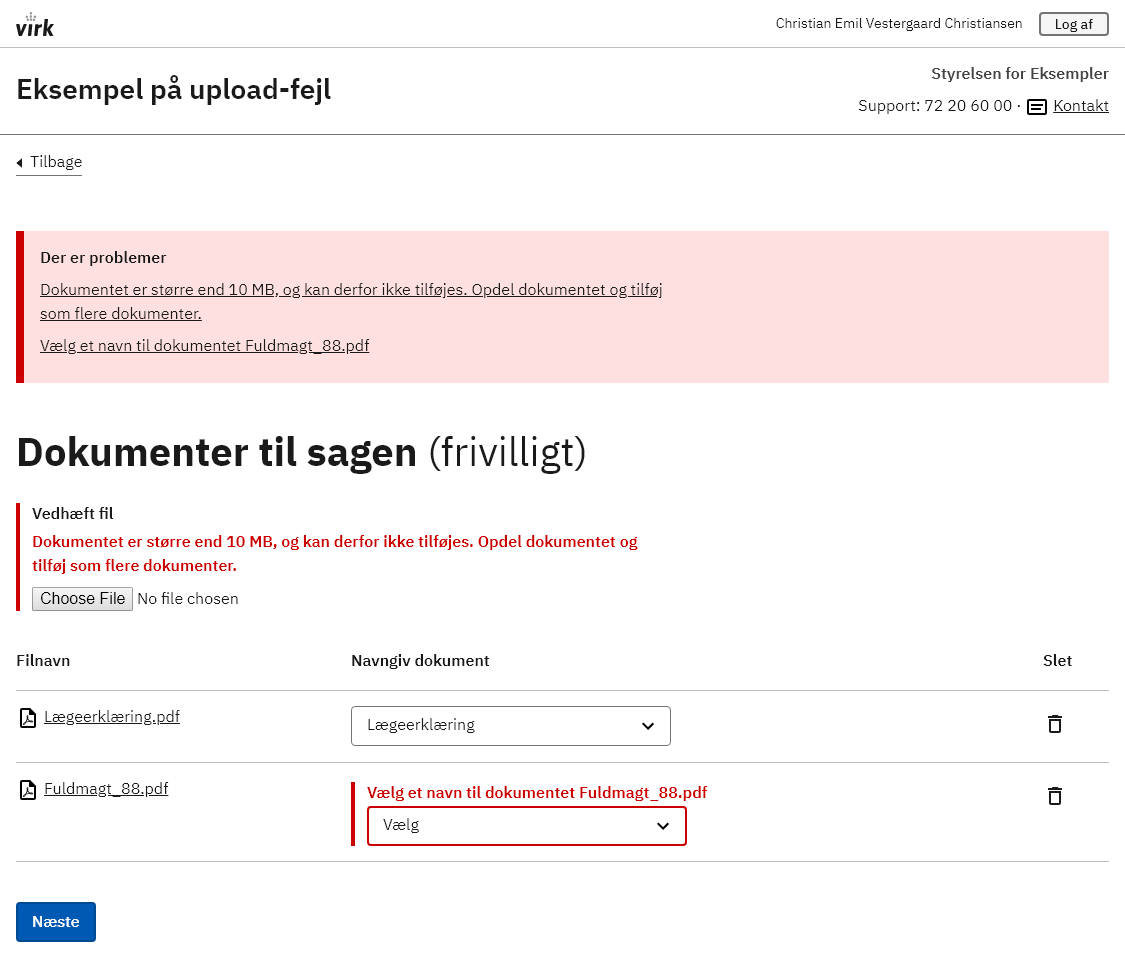 virk
Christian Emil Vestergaard Christiansen Log af
Eksempel på upload-fejl
Styrelsen for Eksempler
Support: 72 20 60 00 · Kontakt
Tilbage
Der er problemer
Dokumentet er større end 10 MB, og kan derfor ikke tilføjes. Opdel dokumentet og tilføj
som flere dokumenter.
Vælg et navn til dokumentet Fuldmagt_88.pdf
Dokumenter til sagen (frivilligt)
Vedhæft fil
Dokumentet er større end 10 MB, og kan derfor ikke tilføjes. Opdel dokumentet og
tilføj som flere dokumenter.
Choose File No file chosen
Filnavn Navngiv dokument Slet
Lægeerklæring.pdf Lægeerklæring
Fuldmagt_88.pdf Vælg et navn til dokumentet Fuldmagt_88.pdf
Vælg
Næste